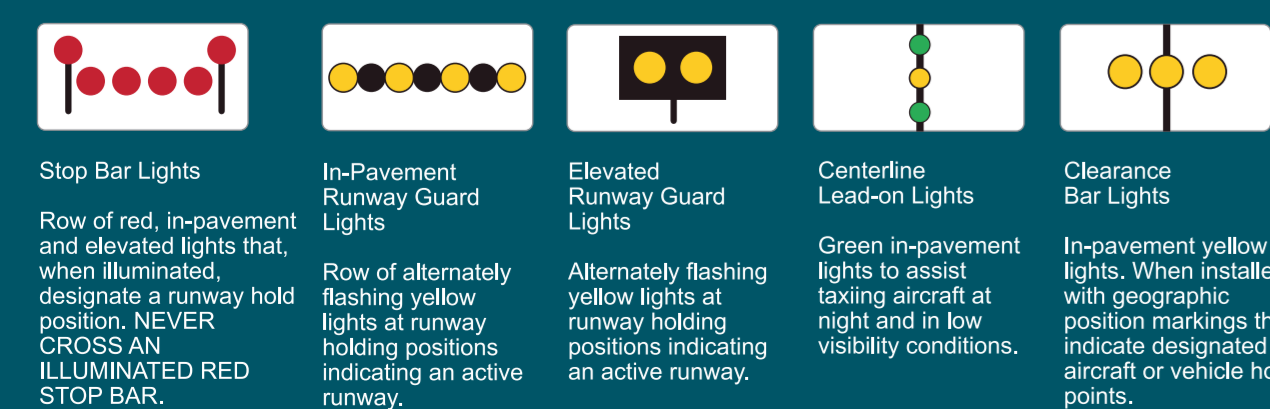 Stop Bar Lights
Row of red, in-pavement
and elevated lights that,
when illuminated,
designate a runway hold
position. NEVER
CROSS AN
ILLUMINATED RED
STOP BAR.
In-Pavement
Runway Guard
Lights
Row of alternately
flashing yellow
lights at runway
holding positions
indicating an active
runway.
Elevated
Runway Guard
Lights
Alternately flashing
yellow lights at
runway holding
positions indicating
an active runway.
Centerline
Lead-on Lights
Green in-pavement
lights to assist
taxiing aircraft at
night and in low
visibility conditions.
Clearance
Bar Lights
In-pavement yellow
lights. When
with geographic
position markings
indicate designated
aircraft or vehicle
points.